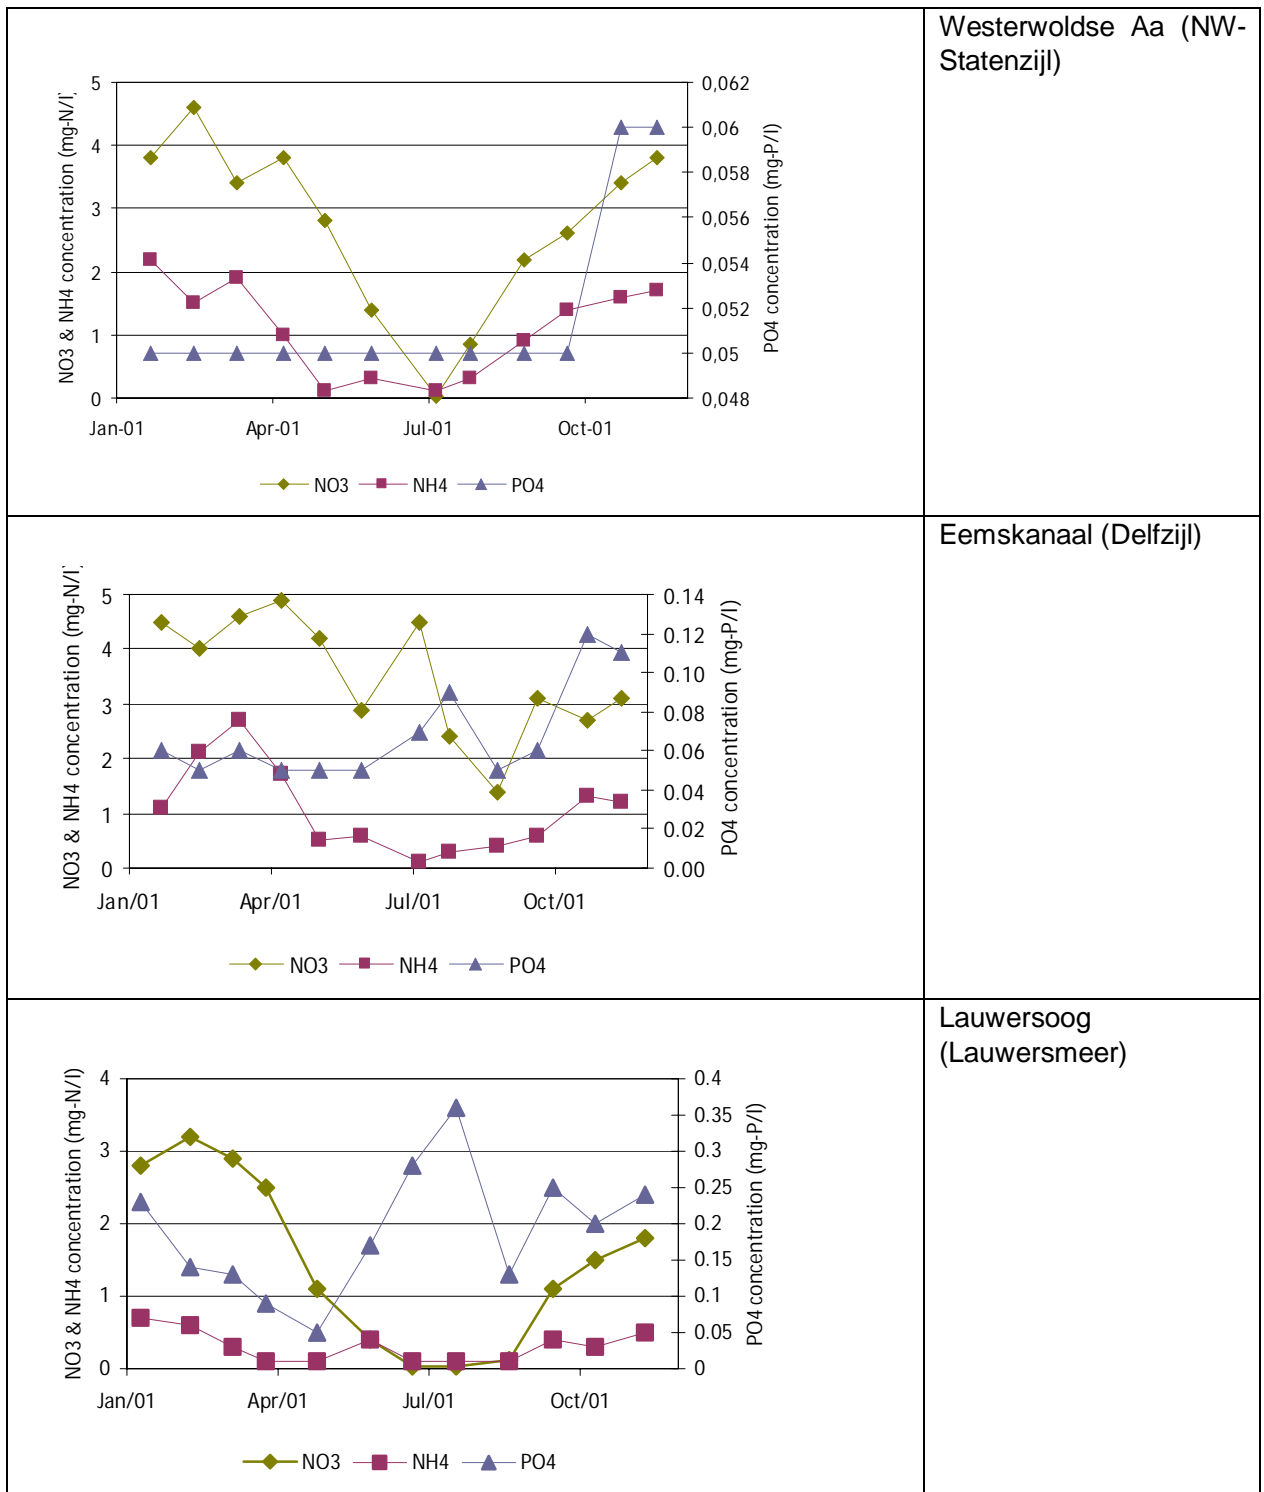 Westerwoldse Aa (NW-
Statenzijl)
NO3 & NH4 concentration (mg-N/l)
5
4
3
2
1
0
0,062
0,06
0,058
0,056
0,054
0,052
0,05
0,048
PO4 concentration (mg-P/l)
Jan-01 Apr-01 Jul-01 Oct-01
NO3 NH4 PO4
Eemskanaal (Delfzijl)
NO3 & NH4 concentration (mg-N/l)
5
4
3
2
1
0
0.14
0.12
0.10
0.08
0.06
0.04
0.02
0.00
PO4 concentration (mg-P/l)
Jan/01 Apr/01 Jul/01 Oct/01
NO3 NH4 PO4
Lauwersoog
(Lauwersmeer)
NO3 & NH4 concentration (mg-N/l)
4
3
2
1
0
0.4
0.35
0.3
0.25
0.2
0.15
0.1
0.05
0
PO4 concentration (mg-P/l)
Jan/01 Apr/01 Jul/01 Oct/01
NO3 NH4 PO4